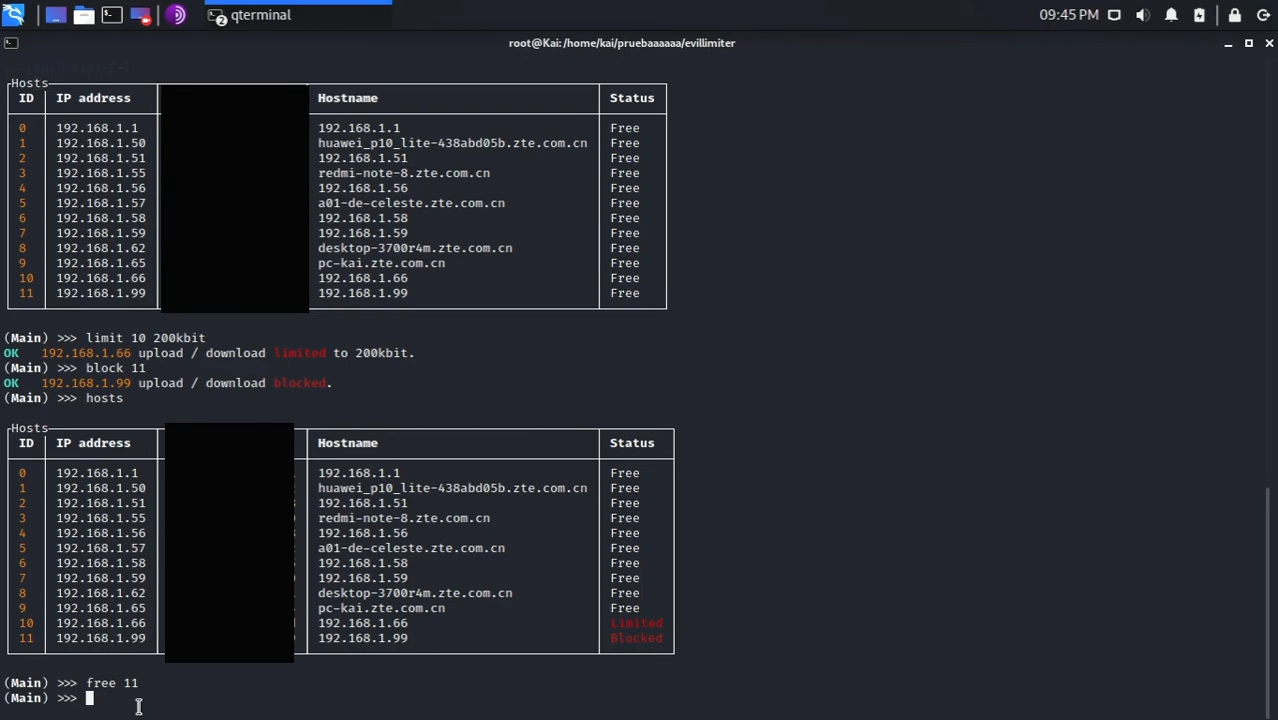 qterminal
09:45 PM
root@Kai:/home/kai/pruebaaaaaa/evillimiter
Hosts
ID IP address Hostname Status
0 192.168.1.1 192.168.1.1 Free
1 192.168.1.50 huawei_p10_lite-438abd05b.zte.com.cn Free
2 192.168.1.51 192.168.1.51 Free
3 192.168.1.55 redmi-note-8.zte.com.cn Free
4 192.168.1.56 192.168.1.56 Free
5 192.168.1.57 a01-de-celeste.zte.com.cn Free
6 192.168.1.58 192.168.1.58 Free
7 192.168.1.59 192.168.1.59 Free
8 192.168.1.62 desktop-3700r4m.zte.com.cn Free
9 192.168.1.65 pc-kai.zte.com.cn Free
10 192.168.1.66 192.168.1.66 Free
11 192.168.1.99 192.168.1.99 Free
(Main) >>> limit 10 200kbit
OK 192.168.1.66 upload / download limited to 200kbit.
(Main) >>> block 11
OK 192.168.1.99 upload / download blocked.
(Main) >>> hosts
Hosts
ID IP address Hostname Status
0 192.168.1.1 192.168.1.1 Free
1 192.168.1.50 huawei_p10_lite-438abd05b.zte.com.cn Free
2 192.168.1.51 192.168.1.51 Free
3 192.168.1.55 redmi-note-8.zte.com.cn Free
4 192.168.1.56 192.168.1.56 Free
5 192.168.1.57 a01-de-celeste.zte.com.cn Free
6 192.168.1.58 192.168.1.58 Free
7 192.168.1.59 192.168.1.59 Free
8 192.168.1.62 desktop-3700r4m.zte.com.cn Free
9 192.168.1.65 pc-kai.zte.com.cn Free
10 192.168.1.66 192.168.1.66 Limited
11 192.168.1.99 192.168.1.99 Blocked
(Main) >>> free 11
(Main) >>>